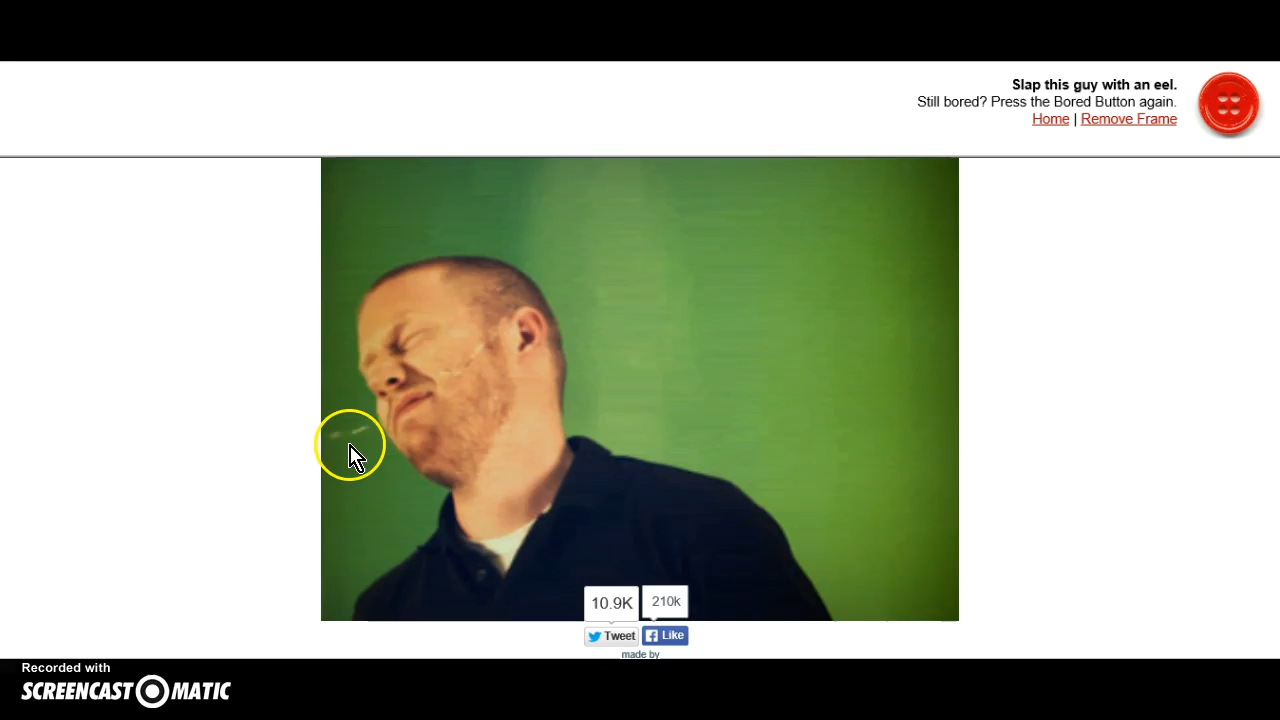 Slap this guy with an eel.
Still bored? Press the Bored Button again.
Home | Remove Frame
10.9K 210k
Tweet Like
made by
Recorded with
SCREENCAST MATIC